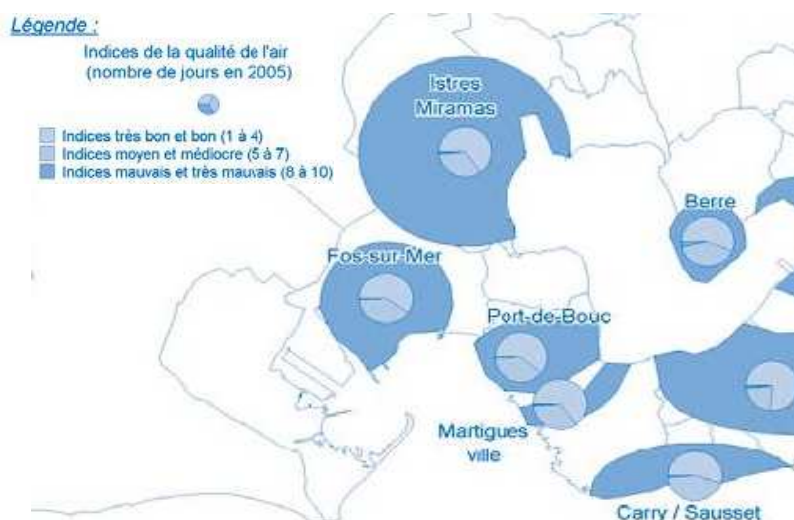 Légende :
Indices de la qualité de l'air
(nombre de jours en 2005)
Indices très bon et bon (1 à 4)
Indices moyen et médiocre (5 à 7)
Indices mauvais et très mauvais (8 à 10)
Istres
Miramas
Berre
Fos-sur-Mer
Port-de-Bouc
Martigues
ville
Carry / Sausset